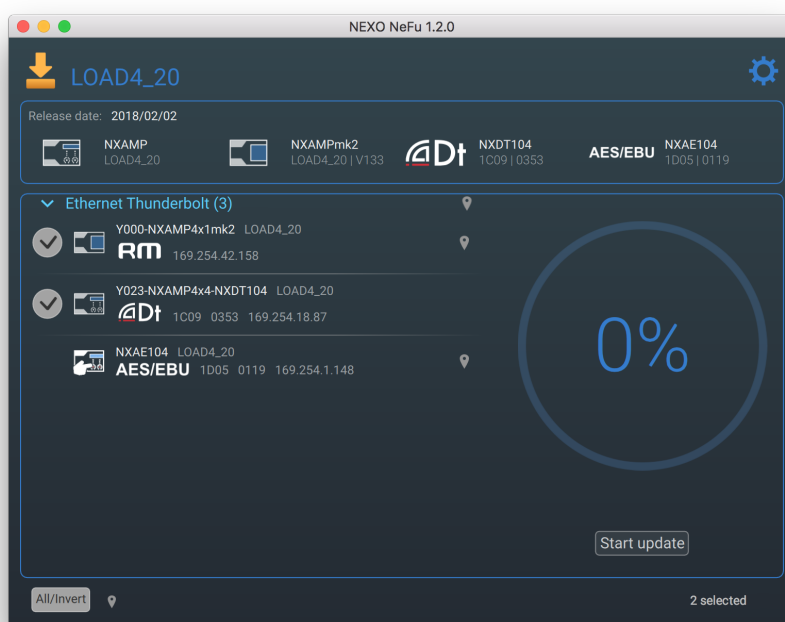 NEXO NeFu 1.2.0
LOAD4_20
Release date: 2018/02/02
NXAMP
LOAD4_20
NXAMPmk2
LOAD4_20 | V133
Dt
NXDT104
1C09 | 0353
AES/EBU
NXAE104
1D05 | 0119
Ethernet Thunderbolt (3)
Y000-NXAMP4x1mk2 LOAD4_20
RM 169.254.42.158
Y023-NXAMP4x4-NXDT104 LOAD4_20
Dt 1C09 0353 169.254.18.87
NXAE104 LOAD4_20
AES/EBU 1D05 0119 169.254.1.148
0%
Start update
All/Invert
2 selected